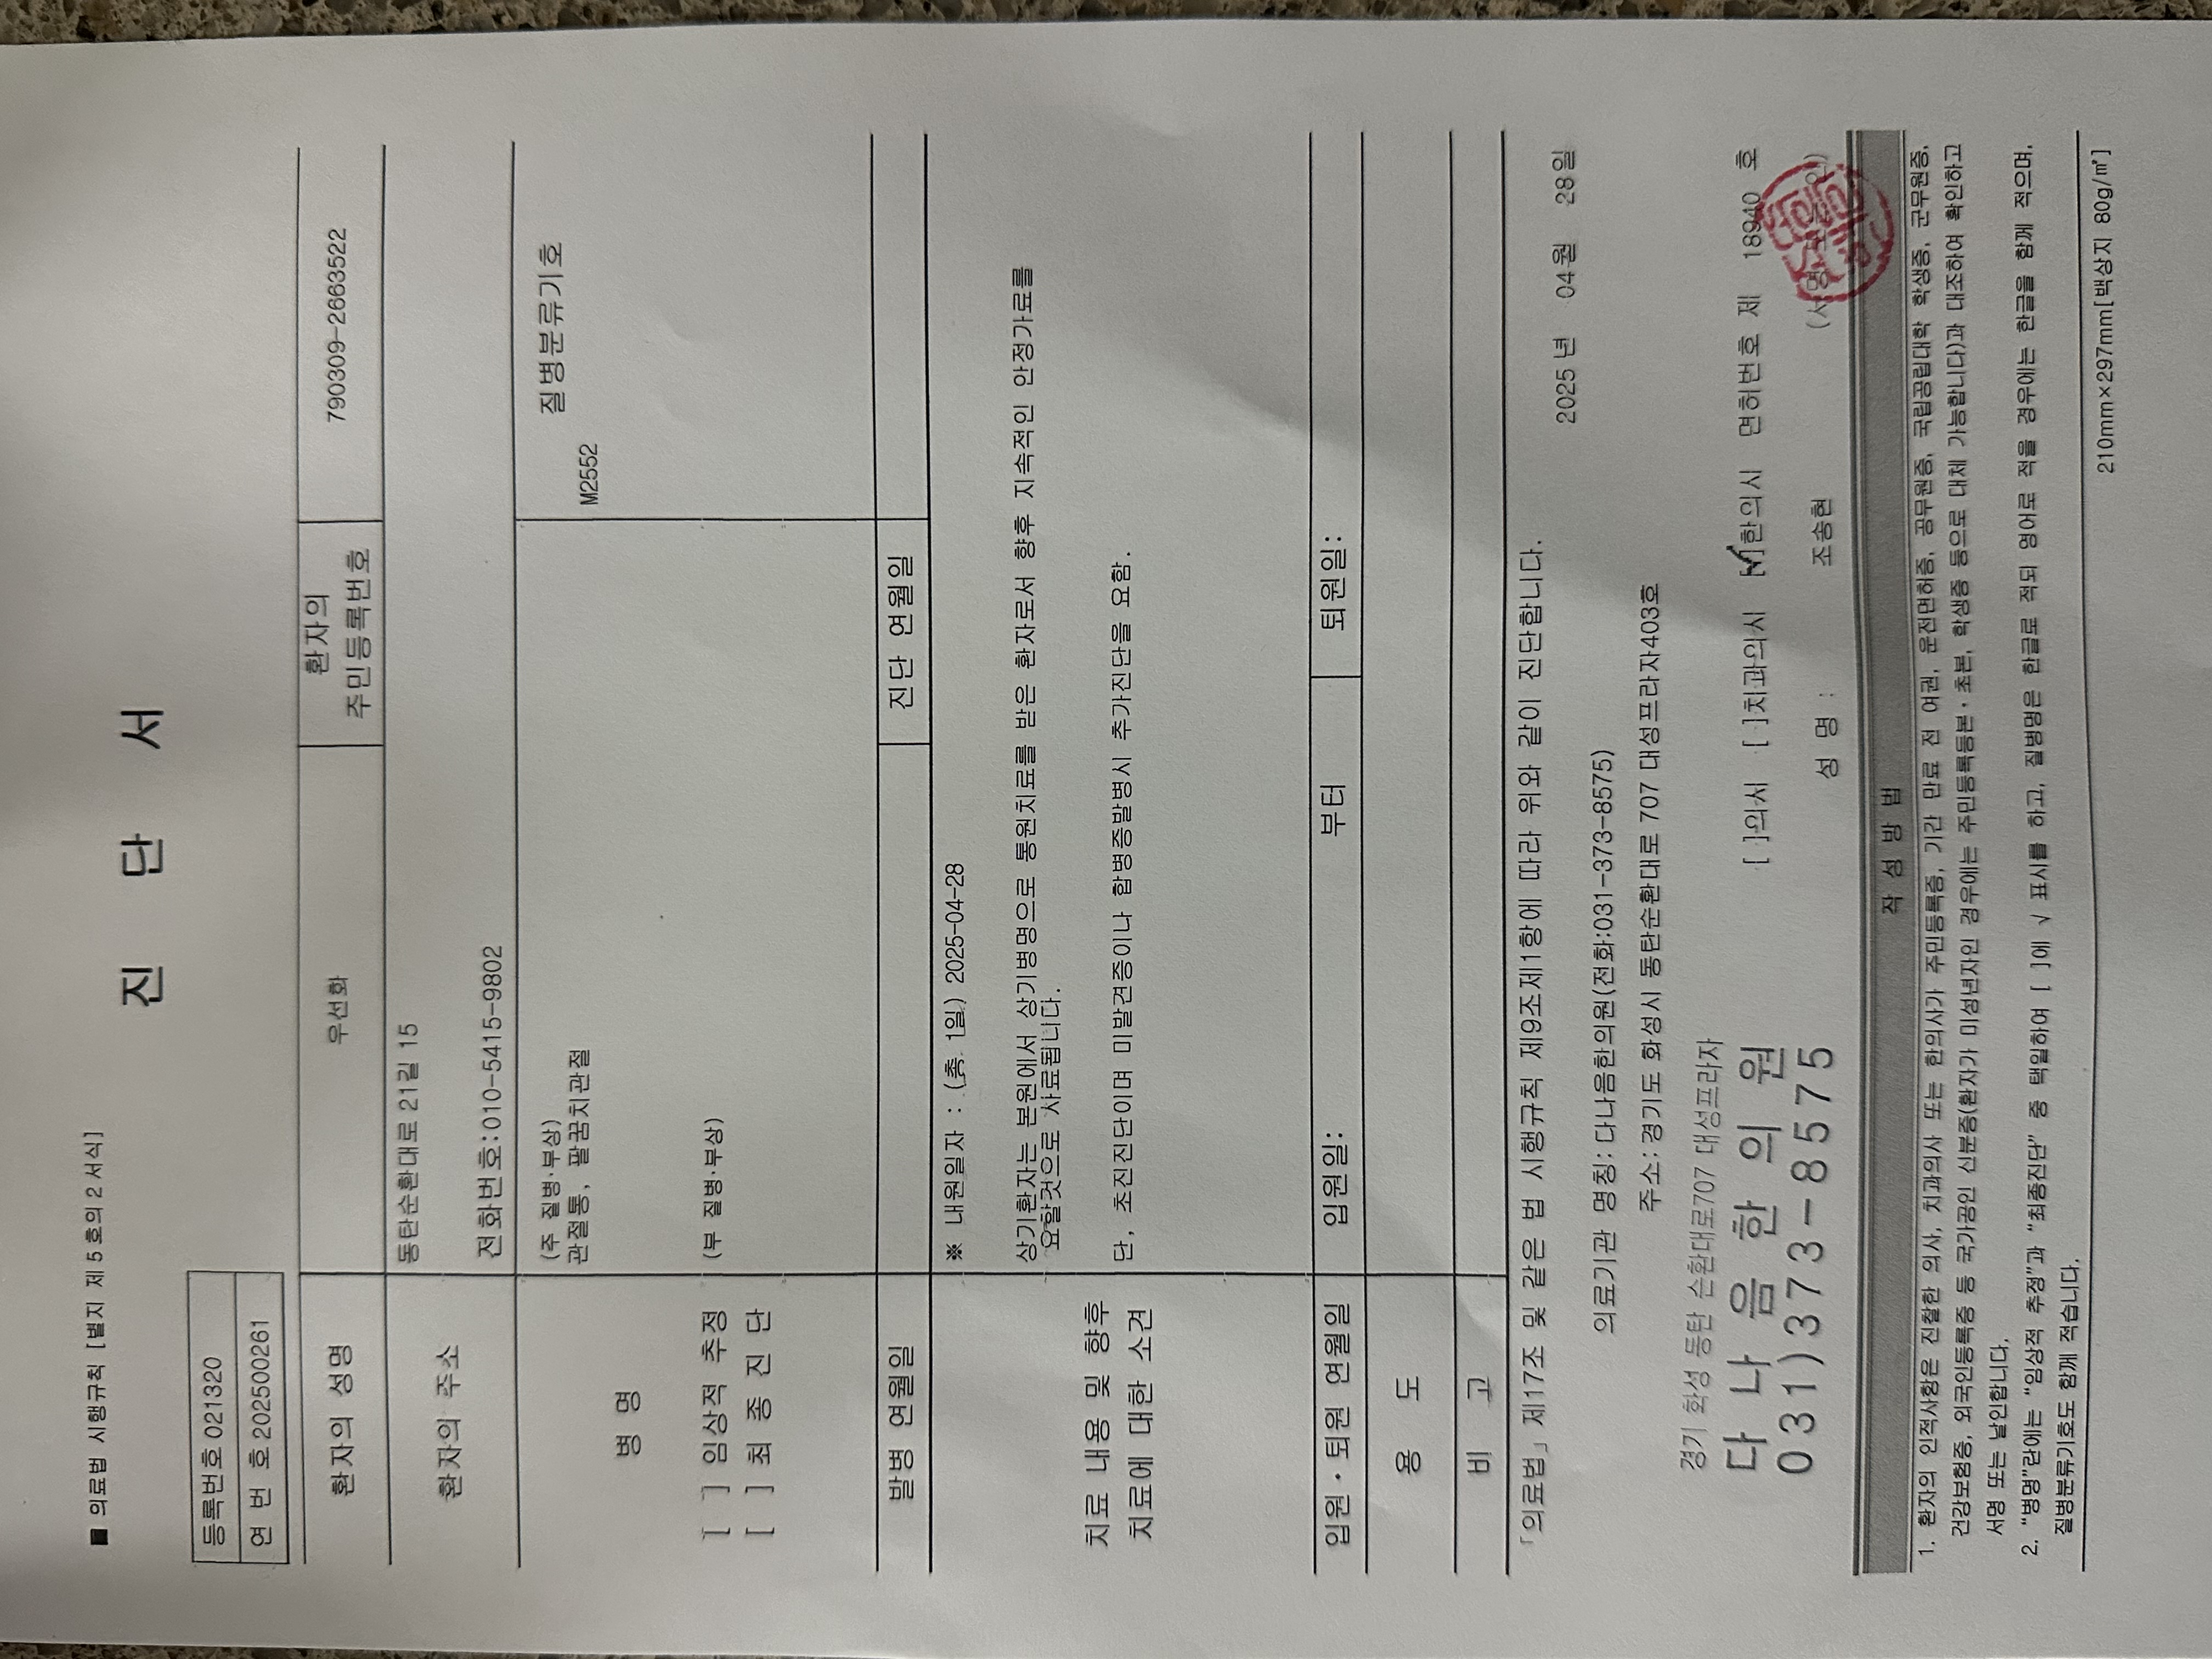 ■ 의료법 시행규칙 [별지 제5호의2서식]
진 단 서
등록번호 021320
연 번 호 202500261
환자의 성명 우선화 환자의 주민등록번호 790309-2663522
환자의 주소 동탄순환대로21길 15
전화번호:010-5415-9802
병 명
[ ] 임상적 추정
[ ] 최 종 진 단
(주 질병·부상)
관절통, 팔꿈치관절
(부 질병·부상)
질병분류기호
M2552
발병 연월일 진단 연월일
치료 내용 및 향후
치료에 대한 소견
※ 내원일자 : (총 1일) 2025-04-28
상기환자는 본원에서 상기병명으로 통원치료를 받은 환자로서 향후 지속적인 안정가료를
요할것으로 사료됩니다.
단, 초진진단이며 미발견증이나 합병증발병시 추가진단을 요함.
입원·퇴원 연월일 입원일: 부터 퇴원일:
용 도
비 고
「의료법」 제17조 및 같은 법 시행규칙 제9조제1항에 따라 위와 같이 진단합니다.
2025년 04월 28일
의료기관 명칭: 다나음한의원(전화:031-373-8575)
주소: 경기도 화성시 동탄순환대로 707 대성프라자403호
경기 화성 동탄 순환대로707 대성프라자
다나음한의원
031)373-8575
[ ]의사 [ ]치과의사 [√]한의사 면허번호 제 18940 호
성 명 : 조송현 (서명 또는 인)
작 성 방 법
1. 환자의 인적사항은 진찰한 의사, 치과의사 또는 한의사가 주민등록증, 기간 만료 전 여권, 운전면허증, 공무원증, 국립공립대학 학생증, 군무원증,
건강보험증, 외국인등록증 등 국가공인 신분증(환자가 미성년자인 경우에는 주민등록등본·초본, 학생증 등으로 대체 가능합니다)과 대조하여 확인하고
서명 또는 날인합니다.
2. "병명"란에는 "임상적 추정"과 "최종진단" 중 택일하여 [ ]에 √ 표시를 하고, 질병명은 한글로 적되 영어로 적을 경우에는 한글을 함께 적으며,
질병분류기호도 함께 적습니다.
210mm×297mm[백상지 80g/㎡]